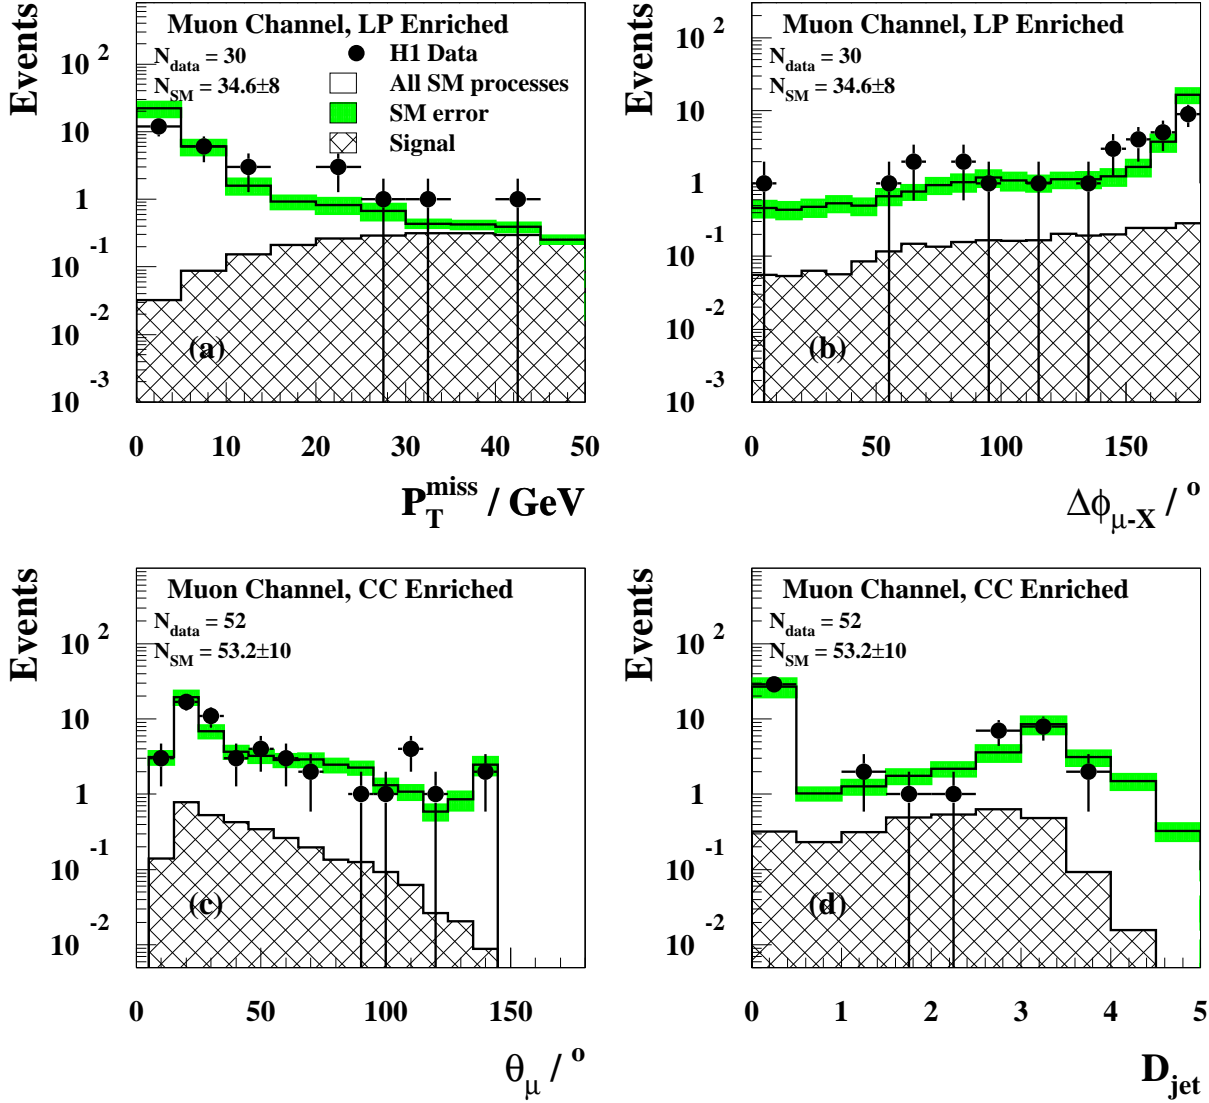 Muon Channel, LP Enriched
N_data = 30
N_SM = 34.6±8
H1 Data
All SM processes
SM error
Signal
Events
10^2
10
1
10^-1
10^-2
10^-3
(a)
0 10 20 30 40 50
P_T^miss / GeV
Muon Channel, LP Enriched
N_data = 30
N_SM = 34.6±8
Events
10^2
10
1
10^-1
10^-2
10^-3
(b)
0 50 100 150
Δϕ_μ-X / °
Muon Channel, CC Enriched
N_data = 52
N_SM = 53.2±10
Events
10^2
10
1
10^-1
10^-2
(c)
0 50 100 150
θ_μ / °
Muon Channel, CC Enriched
N_data = 52
N_SM = 53.2±10
Events
10^2
10
1
10^-1
10^-2
(d)
0 1 2 3 4 5
D_jet